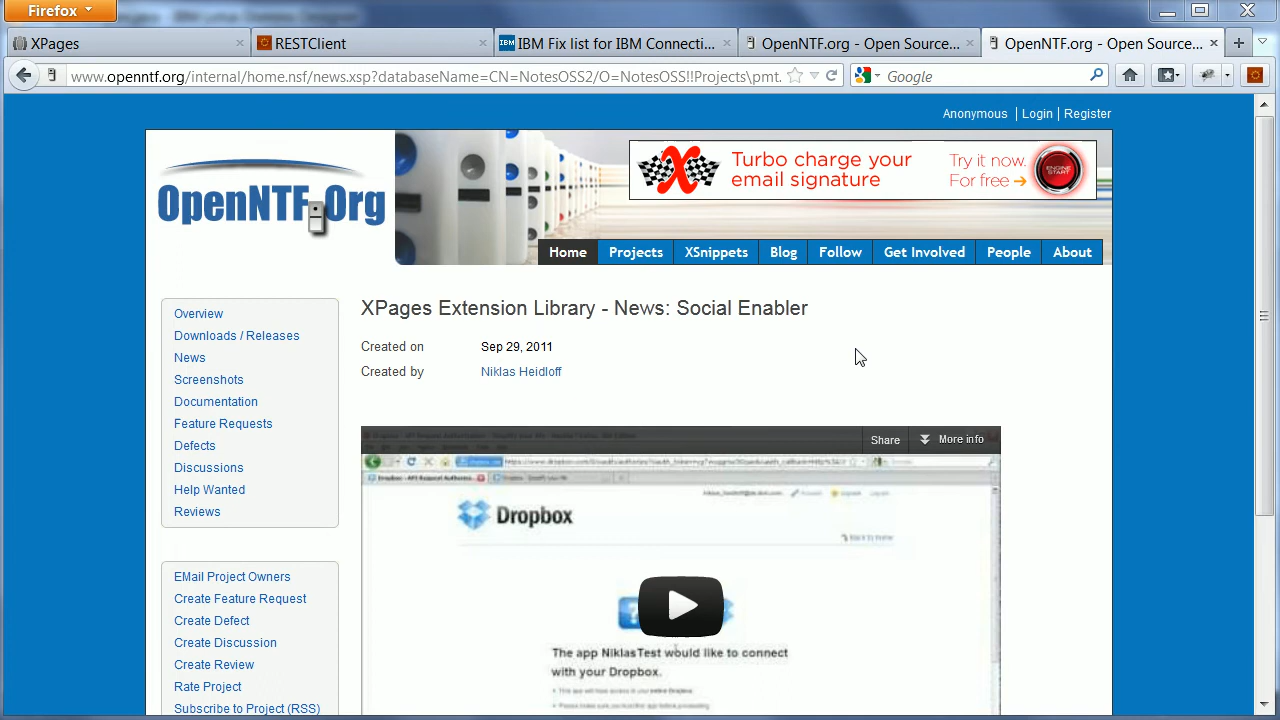 Firefox
XPages
RESTClient
IBM Fix list for IBM Connecti...
OpenNTF.org - Open Source...
OpenNTF.org - Open Source...
www.openntf.org/internal/home.nsf/news.xsp?databaseName=CN=NotesOSS2/O=NotesOSS!!Projects\pmt.
Google
Anonymous | Login | Register
OpenNTF.Org
Turbo charge your
email signature
Try it now.
For free
ENGINE
START
Home
Projects
XSnippets
Blog
Follow
Get Involved
People
About
Overview
Downloads / Releases
News
Screenshots
Documentation
Feature Requests
Defects
Discussions
Help Wanted
Reviews
EMail Project Owners
Create Feature Request
Create Defect
Create Discussion
Create Review
Rate Project
Subscribe to Project (RSS)
XPages Extension Library - News: Social Enabler
Created on Sep 29, 2011
Created by Niklas Heidloff
Share
More info
Dropbox
Back to home
The app NiklasTest would like to connect
with your Dropbox.